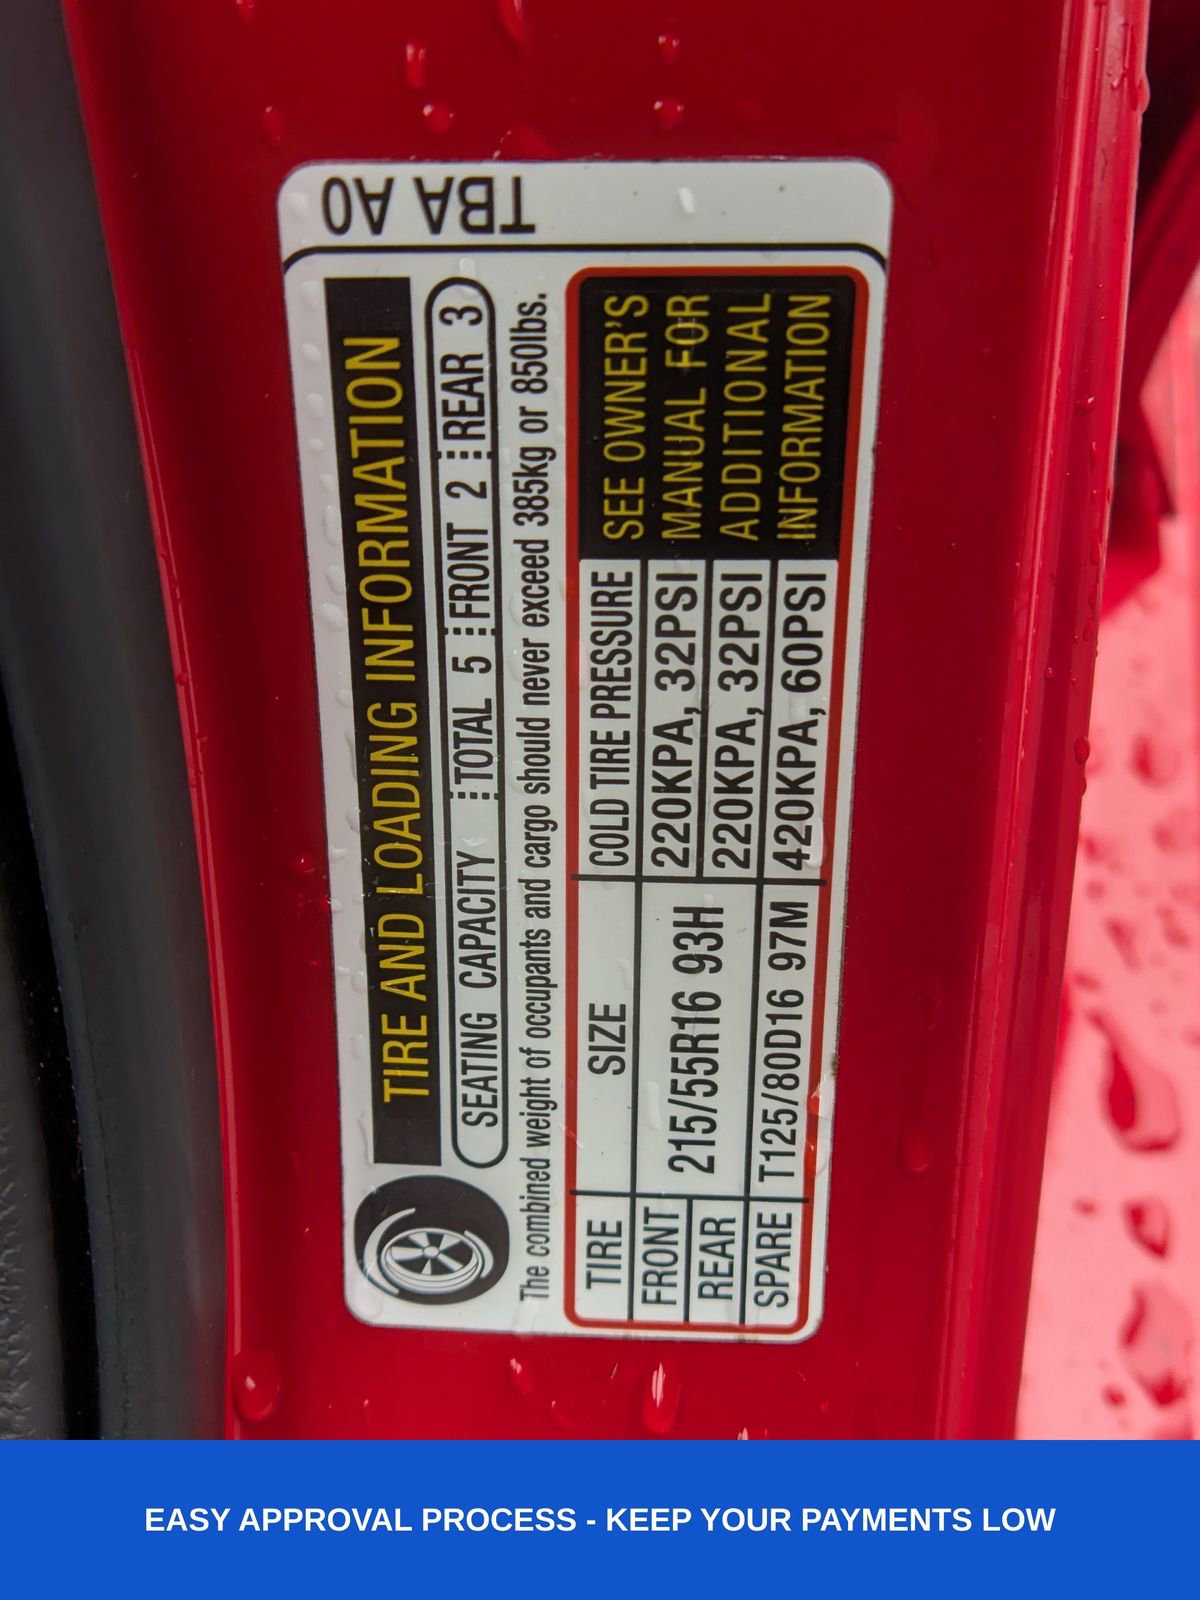 TBA A0
TIRE AND LOADING INFORMATION
SEATING CAPACITY TOTAL 5 FRONT 2 REAR 3
The combined weight of occupants and cargo should never exceed 385kg or 850lbs.
TIRE SIZE COLD TIRE PRESSURE
FRONT 215/55R16 93H 220KPA, 32PSI
REAR 220KPA, 32PSI
SPARE T125/80D16 97M 420KPA, 60PSI
SEE OWNER'S
MANUAL FOR
ADDITIONAL
INFORMATION
EASY APPROVAL PROCESS - KEEP YOUR PAYMENTS LOW